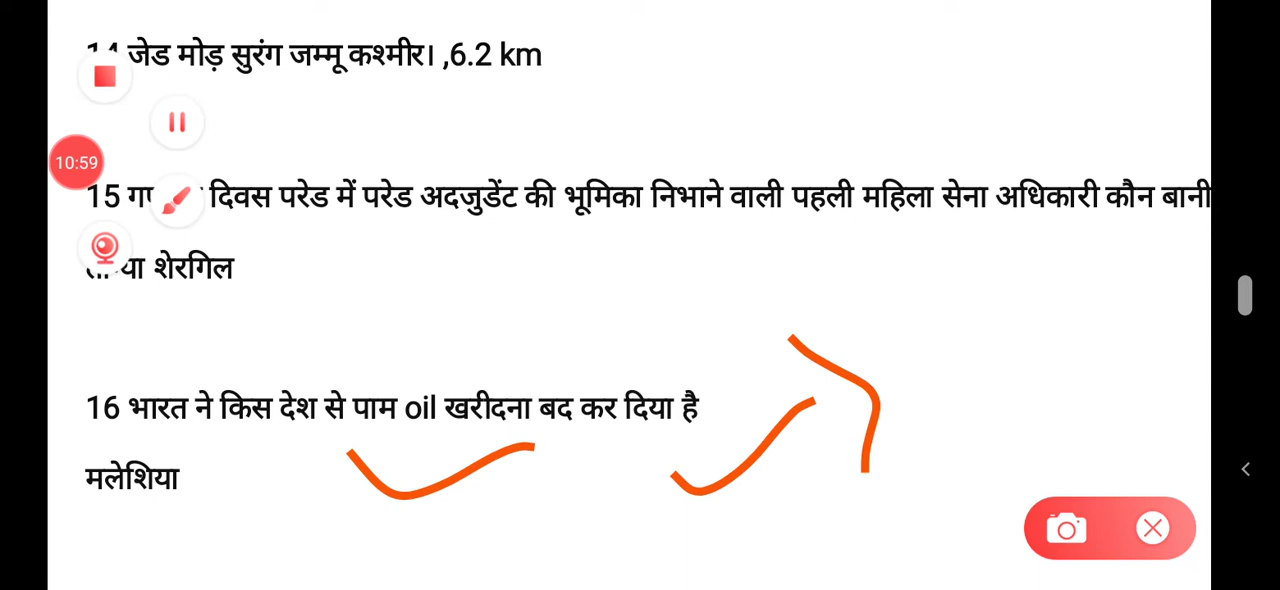 जेड मोड़ सुरंग जम्मू कश्मीर। ,6.2 km
10:59
15 दिवस परेड में परेड अदजुडेंट की भूमिका निभाने वाली पहली महिला सेना अधिकारी कौन बानी
शेरगिल
16 भारत ने किस देश से पाम oil खरीदना बद कर दिया है
मलेशिया